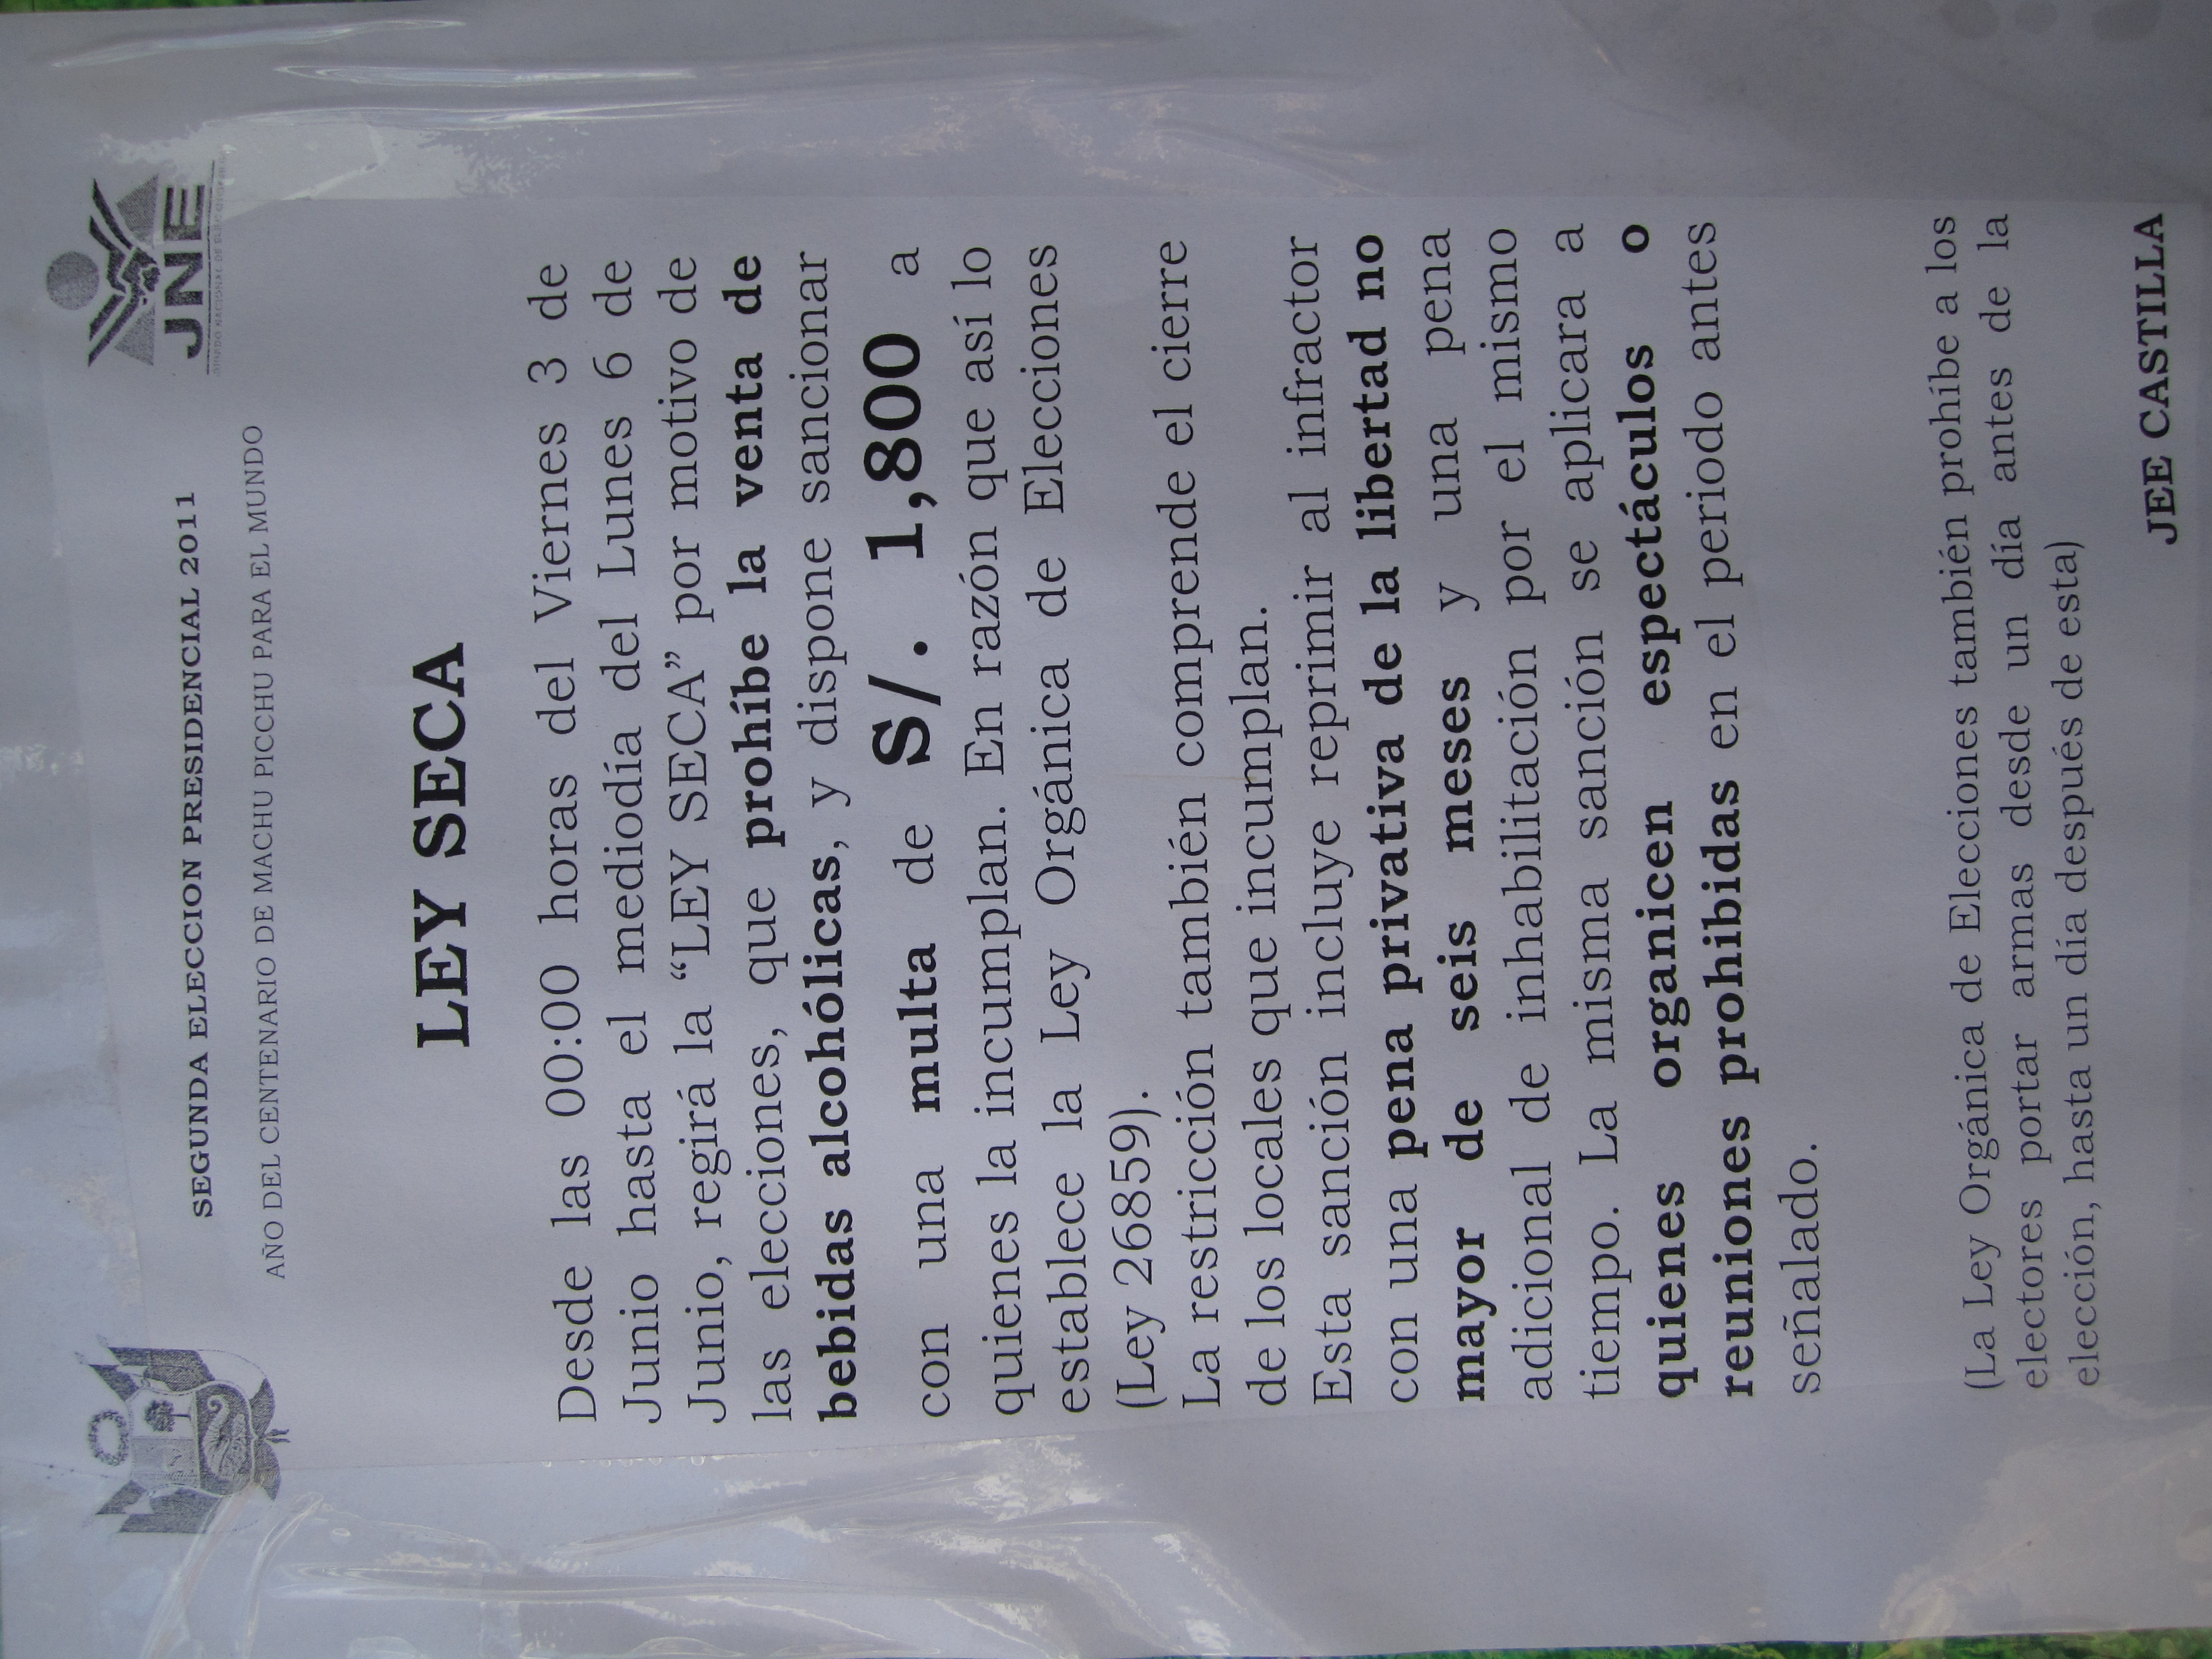 SEGUNDA ELECCION PRESIDENCIAL 2011
JNE
JURADO NACIONAL DE ELECCIONES
AÑO DEL CENTENARIO DE MACHU PICCHU PARA EL MUNDO
LEY SECA
Desde las 00:00 horas del Viernes 3 de
Junio hasta el mediodía del Lunes 6 de
Junio, regirá la “LEY SECA” por motivo de
las elecciones, que prohíbe la venta de
bebidas alcohólicas, y dispone sancionar
con una multa de S/. 1,800 a
quienes la incumplan. En razón que así lo
establece la Ley Orgánica de Elecciones
(Ley 26859).
La restricción también comprende el cierre
de los locales que incumplan.
Esta sanción incluye reprimir al infractor
con una pena privativa de la libertad no
mayor de seis meses y una pena
adicional de inhabilitación por el mismo
tiempo. La misma sanción se aplicara a
quienes organicen espectáculos o
reuniones prohibidas en el periodo antes
señalado.
(La Ley Orgánica de Elecciones también prohíbe a los
electores portar armas desde un día antes de la
elección, hasta un día después de esta)
JEE CASTILLA